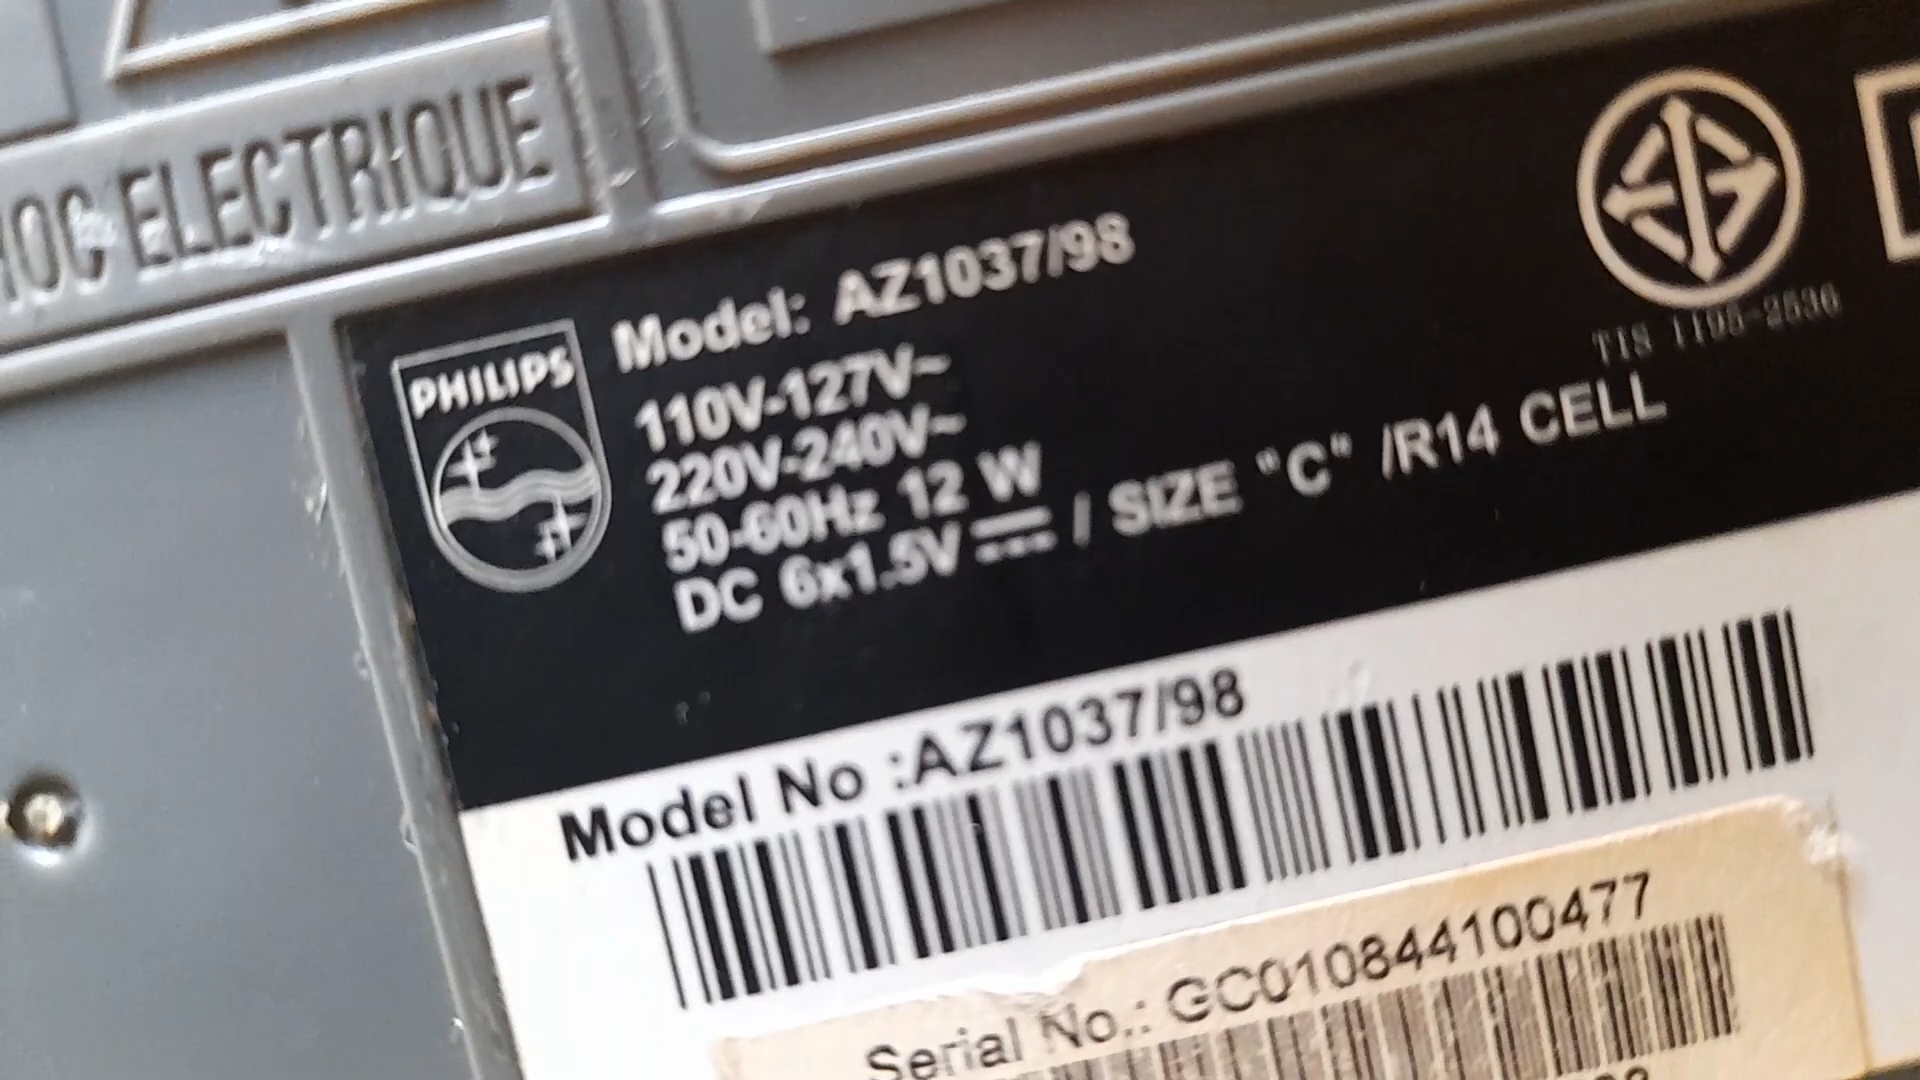 HOC ELECTRIQUE
PHILIPS
Model: AZ1037/98
110V-127V~
220V-240V~
50-60Hz 12 W
DC 6x1.5V / SIZE "C" /R14 CELL
TIS 1195-2536
Model No :AZ1037/98
Serial No.: GC010844100477